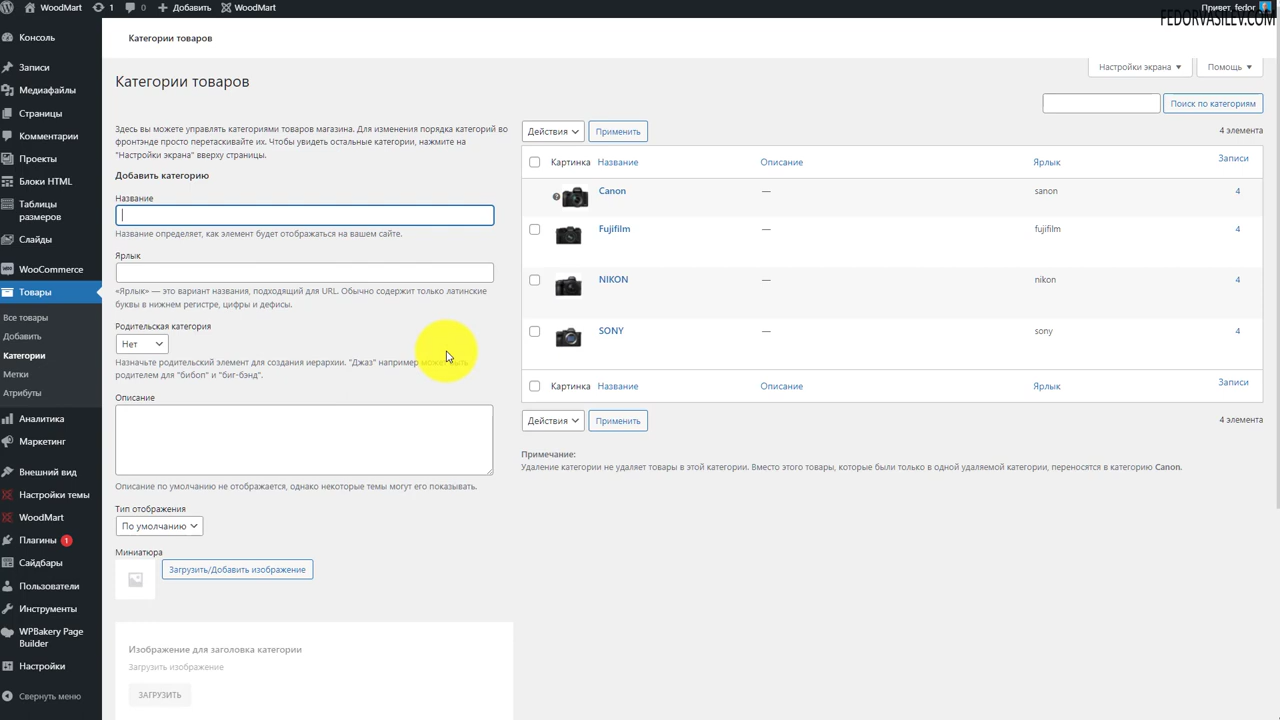 WoodMart
1
0
Добавить
WoodMart
Привет, fedor
FEDORVASILEV.COM
Консоль
Записи
Медиафайлы
Страницы
Комментарии
Проекты
Блоки HTML
Таблицы
размеров
Слайды
WooCommerce
Товары
Все товары
Добавить
Категории
Метки
Атрибуты
Аналитика
Маркетинг
Внешний вид
Настройки темы
WoodMart
Плагины 1
Сайдбары
Пользователи
Инструменты
WPBakery Page
Builder
Настройки
Свернуть меню
Категории товаров
Настройки экрана
Помощь
Категории товаров
Поиск по категориям
Здесь вы можете управлять категориями товаров магазина. Для изменения порядка категорий во
фронтэнде просто перетаскивайте их. Чтобы увидеть остальные категории, нажмите на
"Настройки экрана" вверху страницы.
Добавить категорию
Название
Название определяет, как элемент будет отображаться на вашем сайте.
Ярлык
«Ярлык» — это вариант названия, подходящий для URL. Обычно содержит только латинские
буквы в нижнем регистре, цифры и дефисы.
Родительская категория
Нет
Назначьте родительский элемент для создания иерархии. "Джаз" например может быть
родителем для "бибоп" и "биг-бэнд".
Описание
Описание по умолчанию не отображается, однако некоторые темы могут его показывать.
Тип отображения
По умолчанию
Миниатюра
Загрузить/Добавить изображение
Изображение для заголовка категории
Загрузить изображение
ЗАГРУЗИТЬ
Действия Применить 4 элемента
Картинка Название Описание Ярлык Записи
? Canon — sanon 4
Fujifilm — fujifilm 4
NIKON — nikon 4
SONY — sony 4
Картинка Название Описание Ярлык Записи
Действия Применить 4 элемента
Примечание:
Удаление категории не удаляет товары в этой категории. Вместо этого товары, которые были только в одной удаляемой категории, переносятся в категорию Canon.